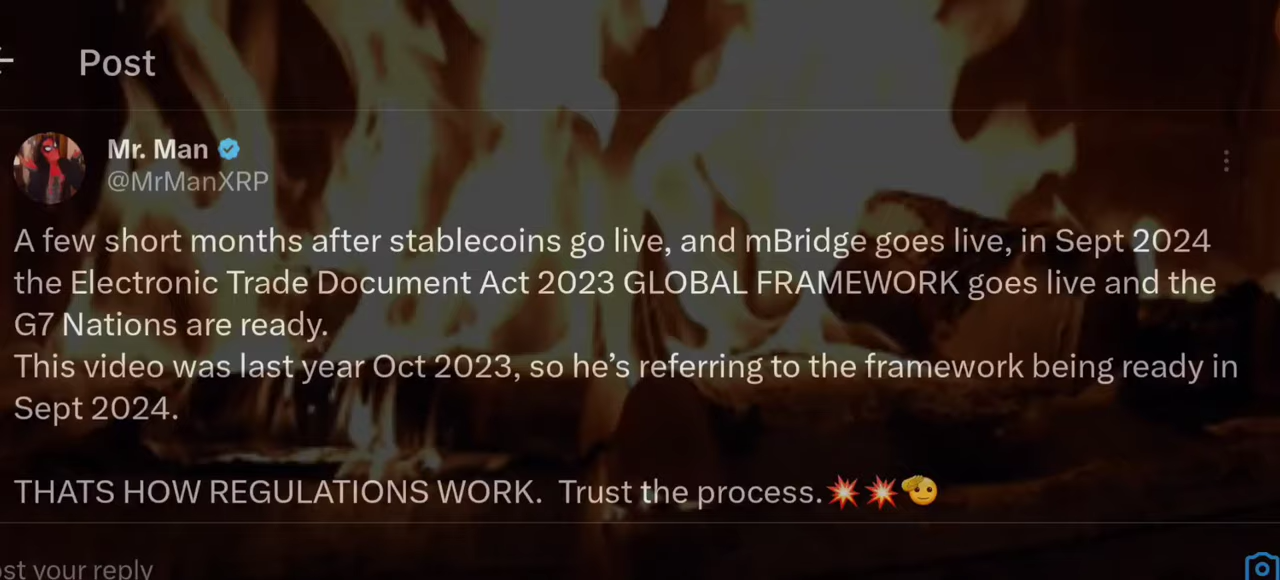 Post
Mr. Man
@MrManXRP
A few short months after stablecoins go live, and mBridge goes live, in Sept 2024
the Electronic Trade Document Act 2023 GLOBAL FRAMEWORK goes live and the
G7 Nations are ready.
This video was last year Oct 2023, so he’s referring to the framework being ready in
Sept 2024.
THATS HOW REGULATIONS WORK.  Trust the process.💥💥🫡
st your reply